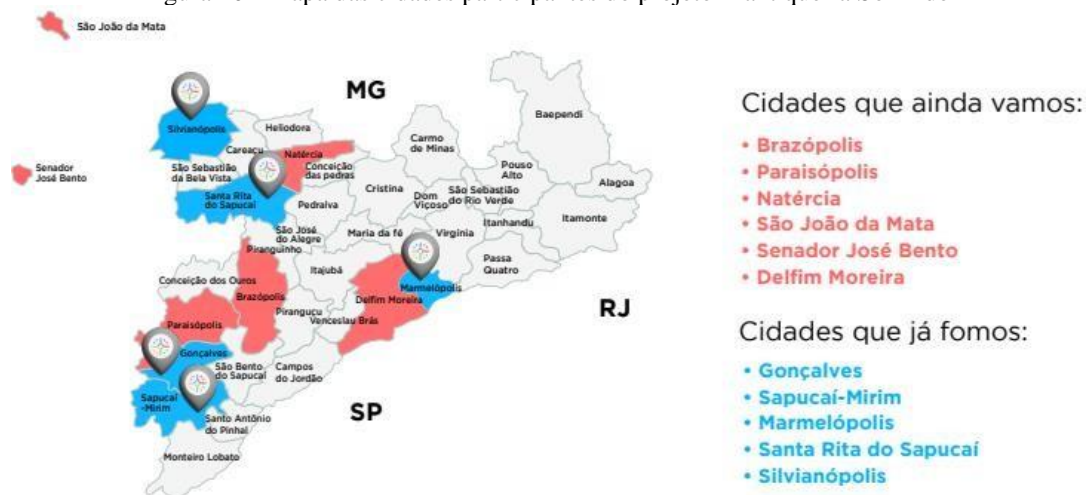 São João da Mata
MG
Baependi
Silvianópolis
Heliodora
Carmo
de Minas
Careaçu
Natércia
Senador
José Bento
São Sebastião
da Bela Vista
Conceição
das pedras
Pouso
Alto
Alagoa
Santa Rita
do Sapucaí
Cristina
Dom
Viçoso
São Sebastião
do Rio Verde
Pedralva
Itamonte
São José
do Alegre
Maria da fé
Virgínia
Itanhandu
Piranguinho
Passa
Quatro
Itajubá
Conceição dos Ouros
Marmelópolis
Brazópolis
Delfim Moreira
RJ
Piranguçu
Venceslau Brás
Paraisópolis
Gonçalves
São Bento
do Sapucaí
Campos
do Jordão
Sapucaí
-Mirim
SP
Santo Antônio
do Pinhal
Monteiro Lobato
Cidades que ainda vamos:
• Brazópolis
• Paraisópolis
• Natércia
• São João da Mata
• Senador José Bento
• Delfim Moreira
Cidades que já fomos:
• Gonçalves
• Sapucaí-Mirim
• Marmelópolis
• Santa Rita do Sapucaí
• Silvianópolis